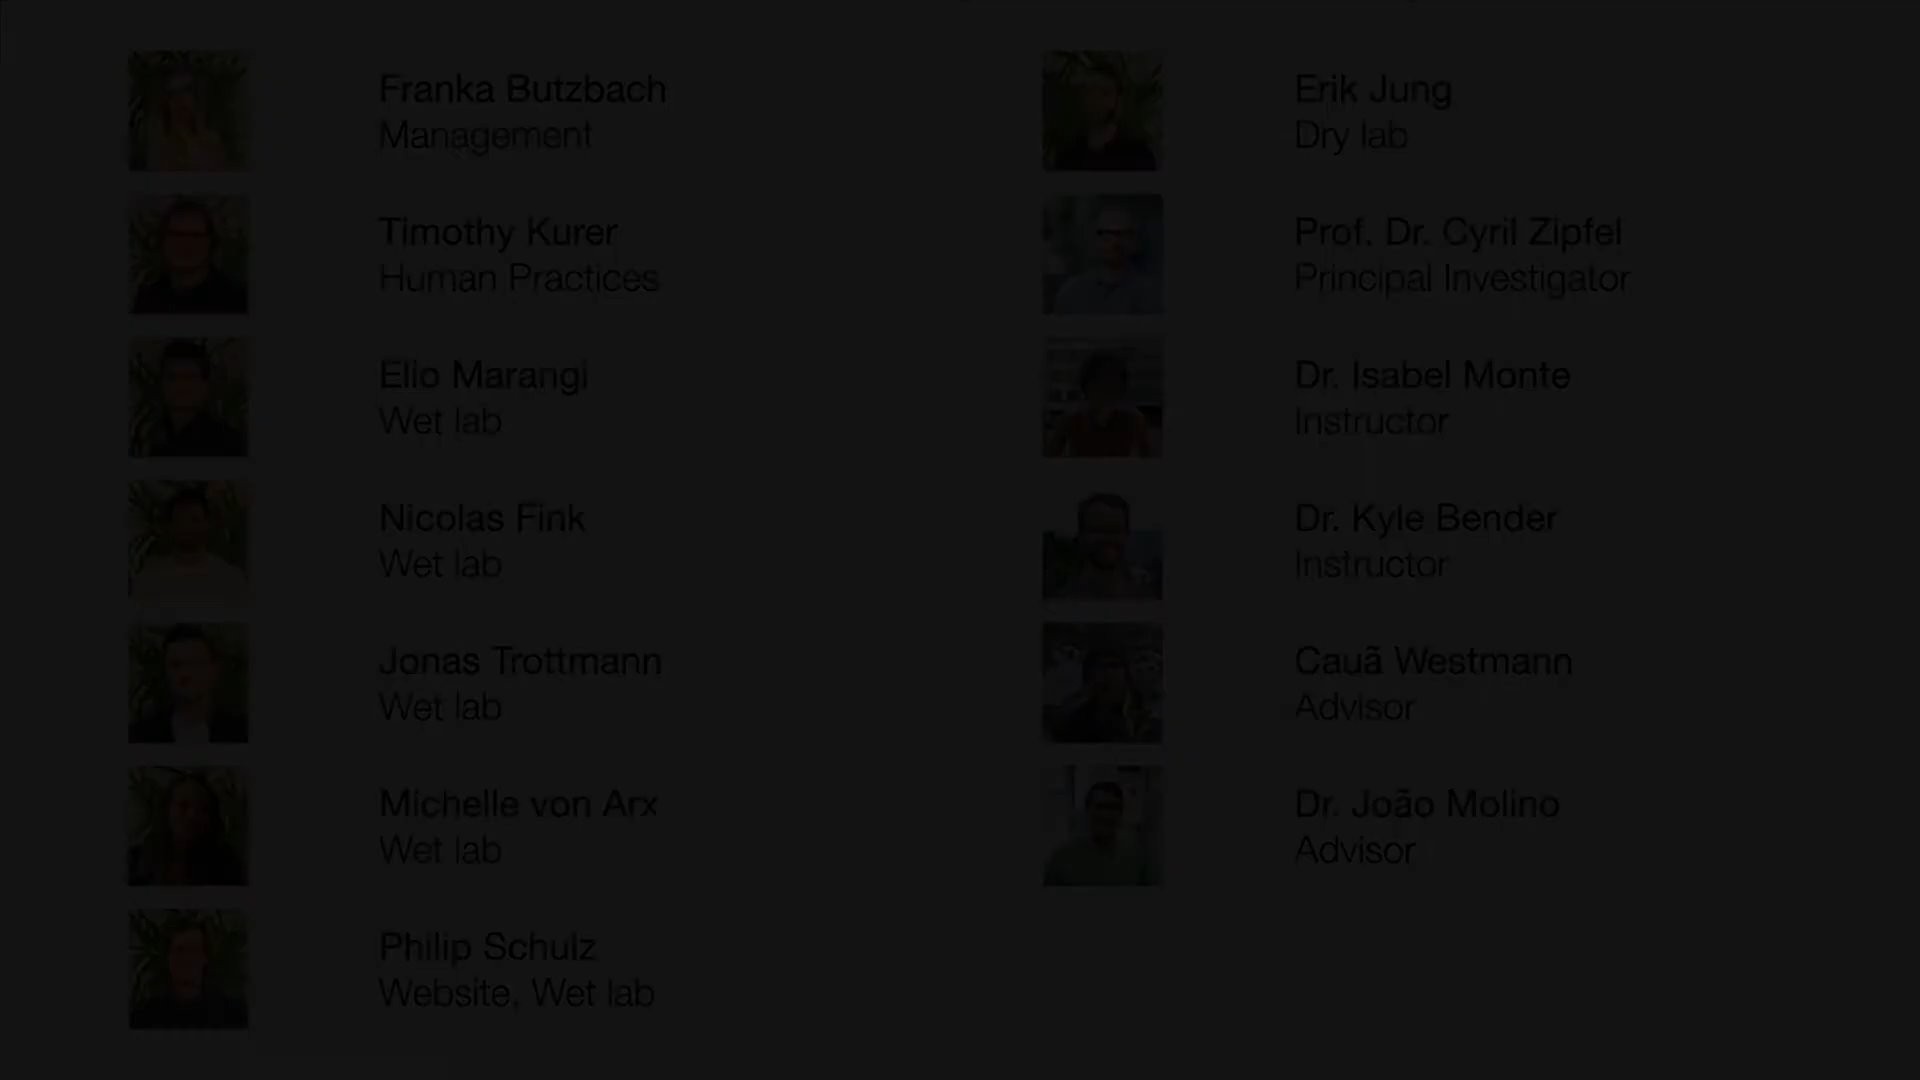 Franka Butzbach
Management
Timothy Kurer
Human Practices
Elio Marangi
Wet lab
Nicolas Fink
Wet lab
Jonas Trottmann
Wet lab
Michelle von Arx
Wet lab
Philip Schulz
Website, Wet lab
Erik Jung
Dry lab
Prof. Dr. Cyril Zipfel
Principal Investigator
Dr. Isabel Monte
Instructor
Dr. Kyle Bender
Instructor
Cauã Westmann
Advisor
Dr. João Molino
Advisor